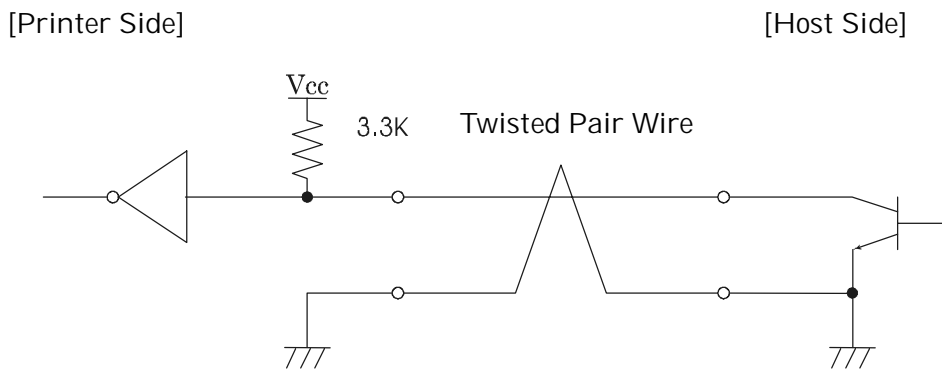 [Printer Side]
[Host Side]
Vcc
3.3K
Twisted Pair Wire